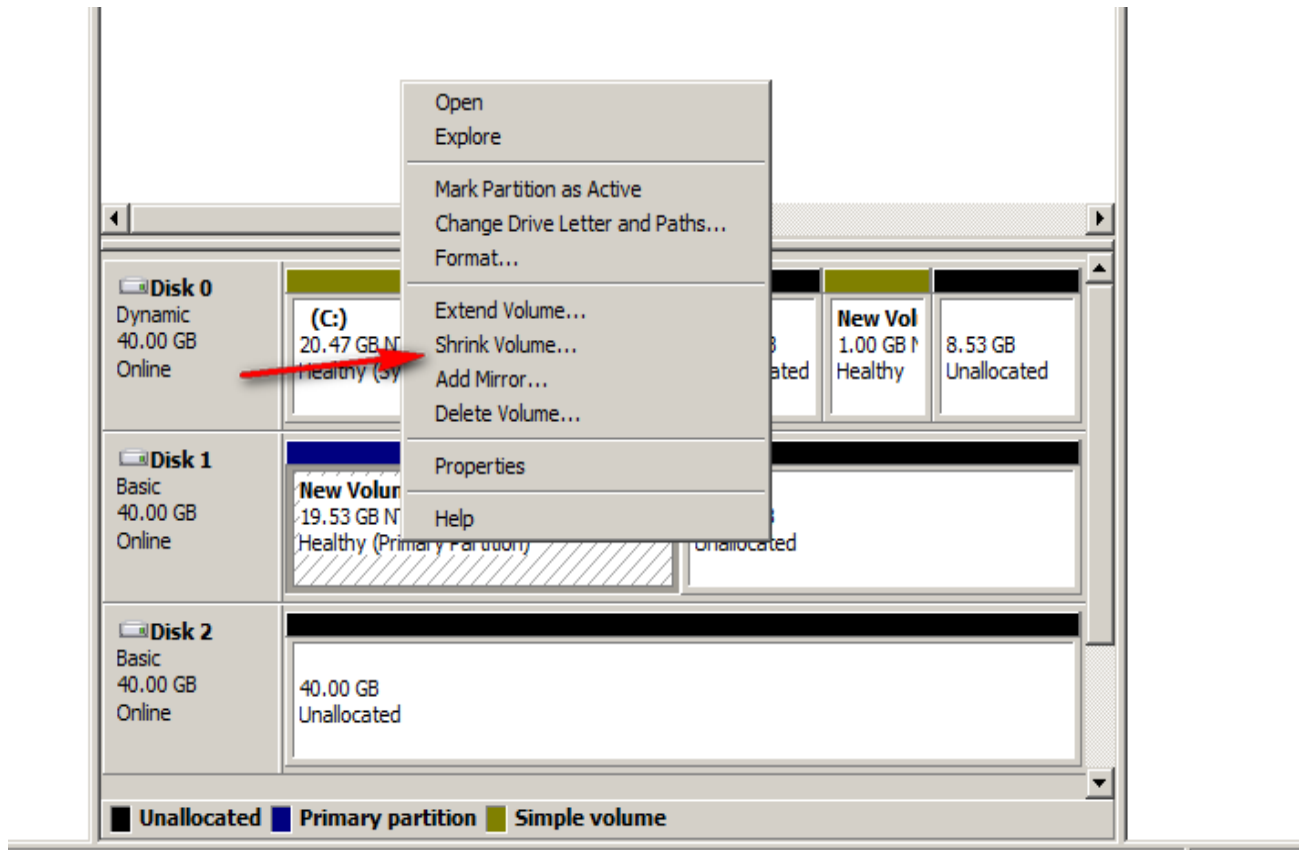 Open
Explore
Mark Partition as Active
Change Drive Letter and Paths...
Format...
Extend Volume...
Shrink Volume...
Add Mirror...
Delete Volume...
Properties
Help
Disk 0
Dynamic
40.00 GB
Online
(C:)
20.47 GB
Healthy
New Vol
1.00 GB
Healthy
8.53 GB
Unallocated
Disk 1
Basic
40.00 GB
Online
New
19.53 GB
Healthy (Primary Partition)
Unallocated
Disk 2
Basic
40.00 GB
Online
40.00 GB
Unallocated
Unallocated Primary partition Simple volume